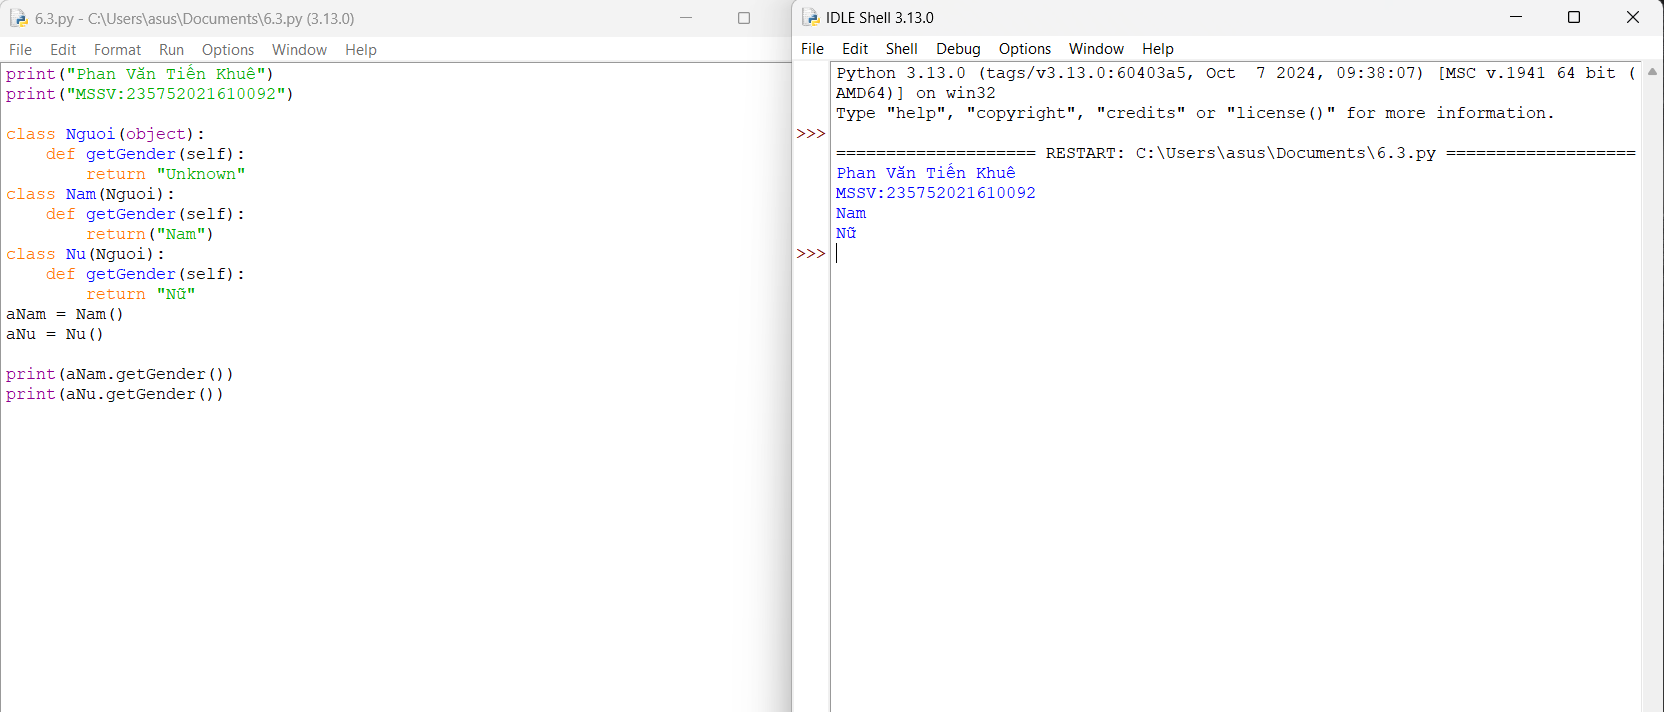 6.3.py - C:\Users\asus\Documents\6.3.py (3.13.0)
File Edit Format Run Options Window Help
print("Phan Văn Tiến Khuê")
print("MSSV:235752021610092")
class Nguoi(object):
    def getGender(self):
        return "Unknown"
class Nam(Nguoi):
    def getGender(self):
        return("Nam")
class Nu(Nguoi):
    def getGender(self):
        return "Nữ"
aNam = Nam()
aNu = Nu()
print(aNam.getGender())
print(aNu.getGender())
IDLE Shell 3.13.0
File Edit Shell Debug Options Window Help
Python 3.13.0 (tags/v3.13.0:60403a5, Oct  7 2024, 09:38:07) [MSC v.1941 64 bit (
AMD64)] on win32
Type "help", "copyright", "credits" or "license()" for more information.
>>>
==================== RESTART: C:\Users\asus\Documents\6.3.py ===================
Phan Văn Tiến Khuê
MSSV:235752021610092
Nam
Nữ
>>>